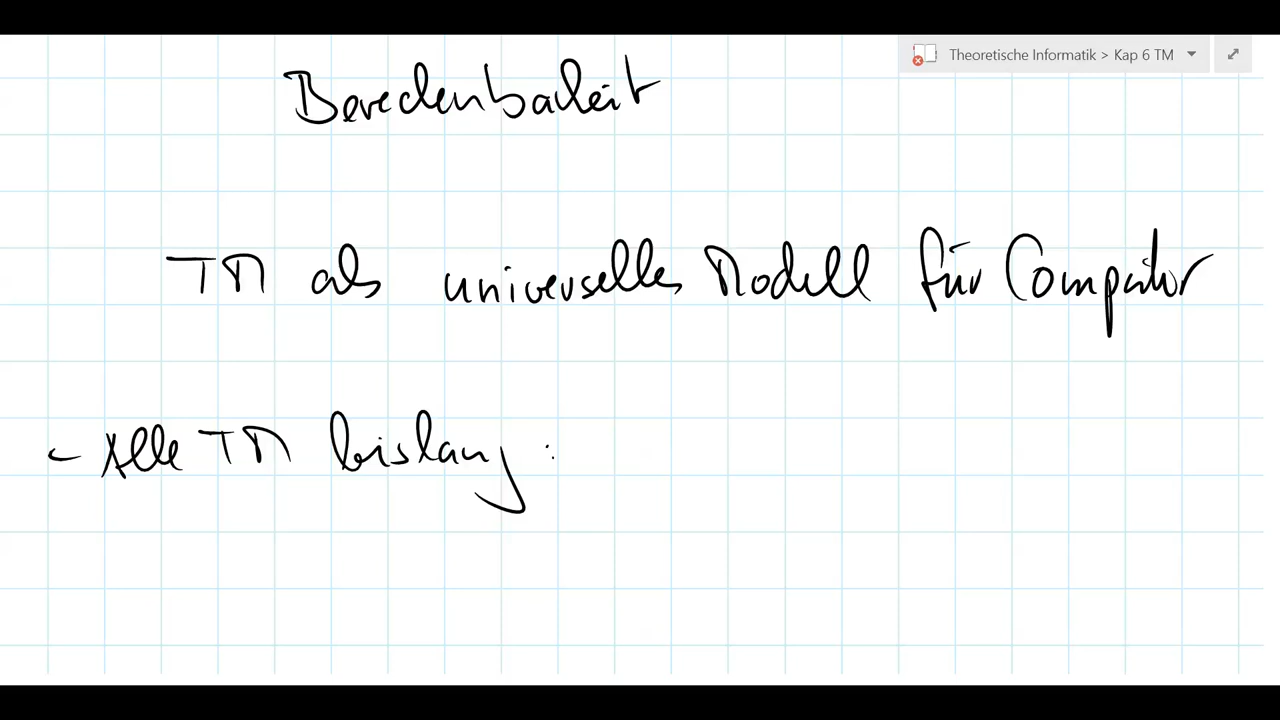 Theoretische Informatik > Kap 6 TM
Berechenbarkeit
TM als universelles Modell für Computer
- Alle TM bislang :